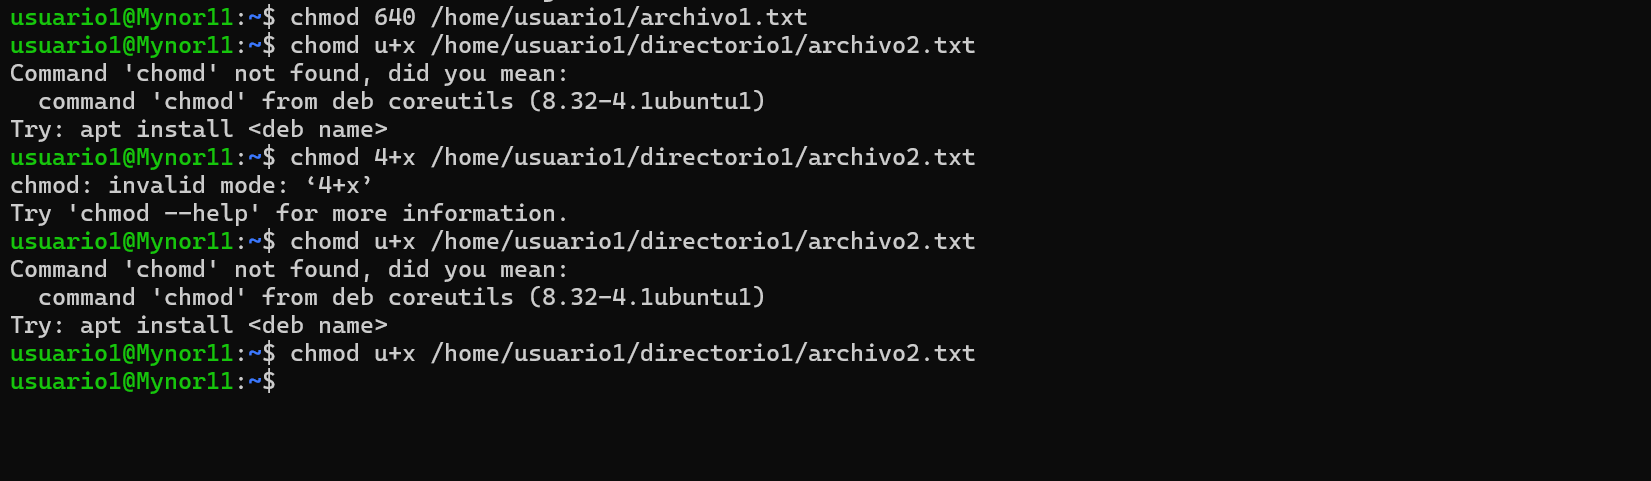 usuario1@Mynor11:~$ chmod 640 /home/usuario1/archivo1.txt
usuario1@Mynor11:~$ chomd u+x /home/usuario1/directorio1/archivo2.txt
Command 'chomd' not found, did you mean:
  command 'chmod' from deb coreutils (8.32-4.1ubuntu1)
Try: apt install <deb name>
usuario1@Mynor11:~$ chmod 4+x /home/usuario1/directorio1/archivo2.txt
chmod: invalid mode: ‘4+x’
Try 'chmod --help' for more information.
usuario1@Mynor11:~$ chomd u+x /home/usuario1/directorio1/archivo2.txt
Command 'chomd' not found, did you mean:
  command 'chmod' from deb coreutils (8.32-4.1ubuntu1)
Try: apt install <deb name>
usuario1@Mynor11:~$ chmod u+x /home/usuario1/directorio1/archivo2.txt
usuario1@Mynor11:~$